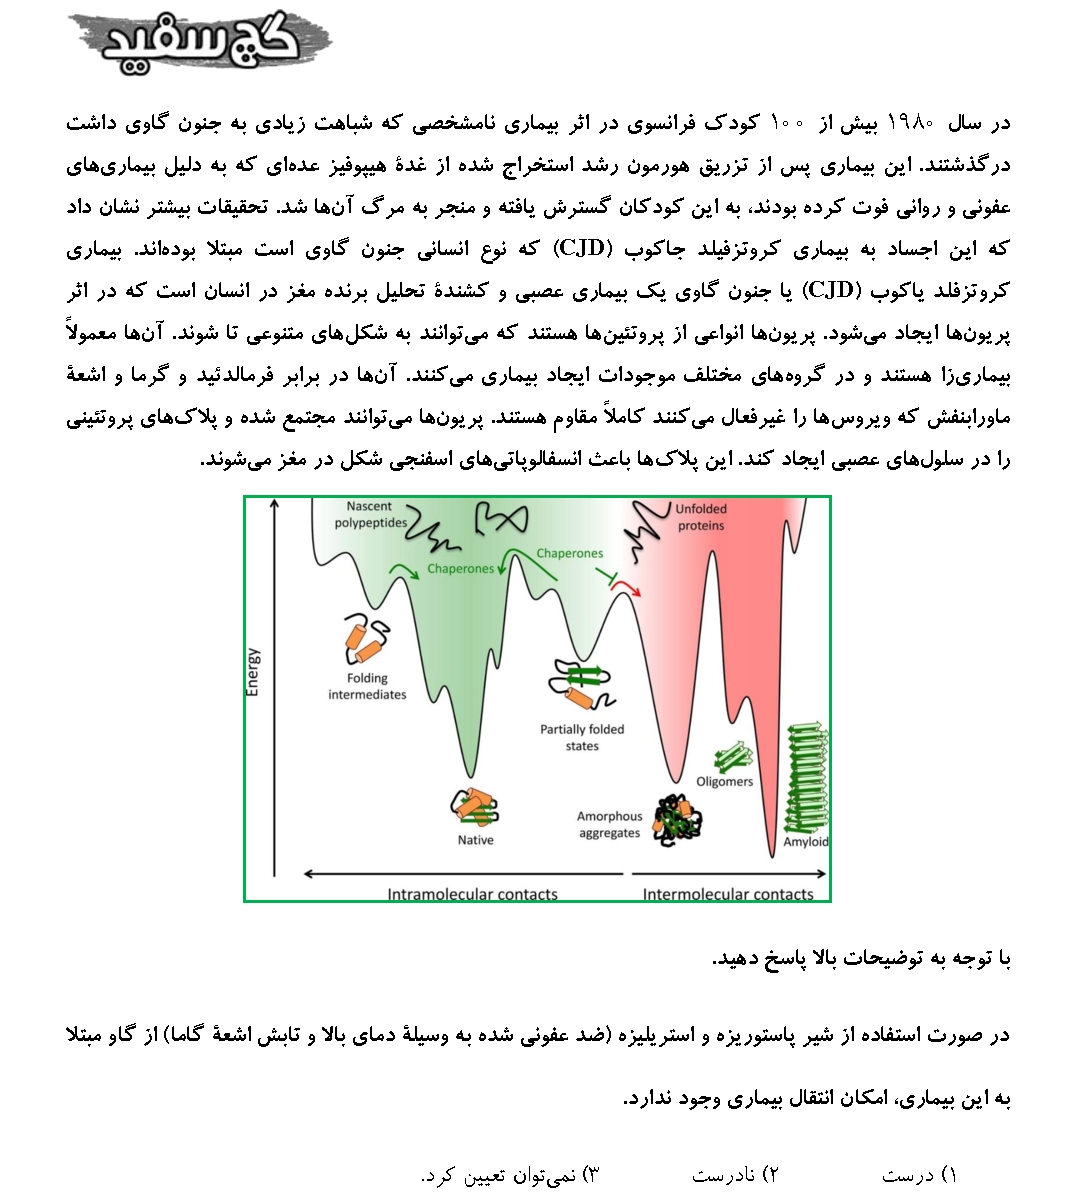 گچ سفید
در سال ۱۹۸۰ بیش از ۱۰۰ کودک فرانسوی در اثر بیماری نامشخصی که شباهت زیادی به جنون گاوی داشت
درگذشتند. این بیماری پس از تزریق هورمون رشد استخراج شده از غدۀ هیپوفیز عده‌ای که به دلیل بیماری‌های
عفونی و روانی فوت کرده بودند، به این کودکان گسترش یافته و منجر به مرگ آن‌ها شد. تحقیقات بیشتر نشان داد
که این اجساد به بیماری کروتزفیلد جاکوب (CJD) که نوع انسانی جنون گاوی است مبتلا بوده‌اند. بیماری
کروتزفلد یاکوب (CJD) یا جنون گاوی یک بیماری عصبی و کشندۀ تحلیل برنده مغز در انسان است که در اثر
پریون‌ها ایجاد می‌شود. پریون‌ها انواعی از پروتئین‌ها هستند که می‌توانند به شکل‌های متنوعی تا شوند. آن‌ها معمولاً
بیماری‌زا هستند و در گروه‌های مختلف موجودات ایجاد بیماری می‌کنند. آن‌ها در برابر فرمالدئید و گرما و اشعۀ
ماورابنفش که ویروس‌ها را غیرفعال می‌کنند کاملاً مقاوم هستند. پریون‌ها می‌توانند مجتمع شده و پلاک‌های پروتئینی
را در سلول‌های عصبی ایجاد کند. این پلاک‌ها باعث انسفالوپاتی‌های اسفنجی شکل در مغز می‌شوند.
Nascent
polypeptides
Unfolded
proteins
Chaperones
Chaperones
Energy
Folding
intermediates
Partially folded
states
Oligomers
Amorphous
aggregates
Native
Amyloid
Intramolecular contacts
Intermolecular contacts
با توجه به توضیحات بالا پاسخ دهید.
در صورت استفاده از شیر پاستوریزه و استریلیزه (ضد عفونی شده به وسیلۀ دمای بالا و تابش اشعۀ گاما) از گاو مبتلا
به این بیماری، امکان انتقال بیماری وجود ندارد.
۱) درست ۲) نادرست ۳) نمی‌توان تعیین کرد.